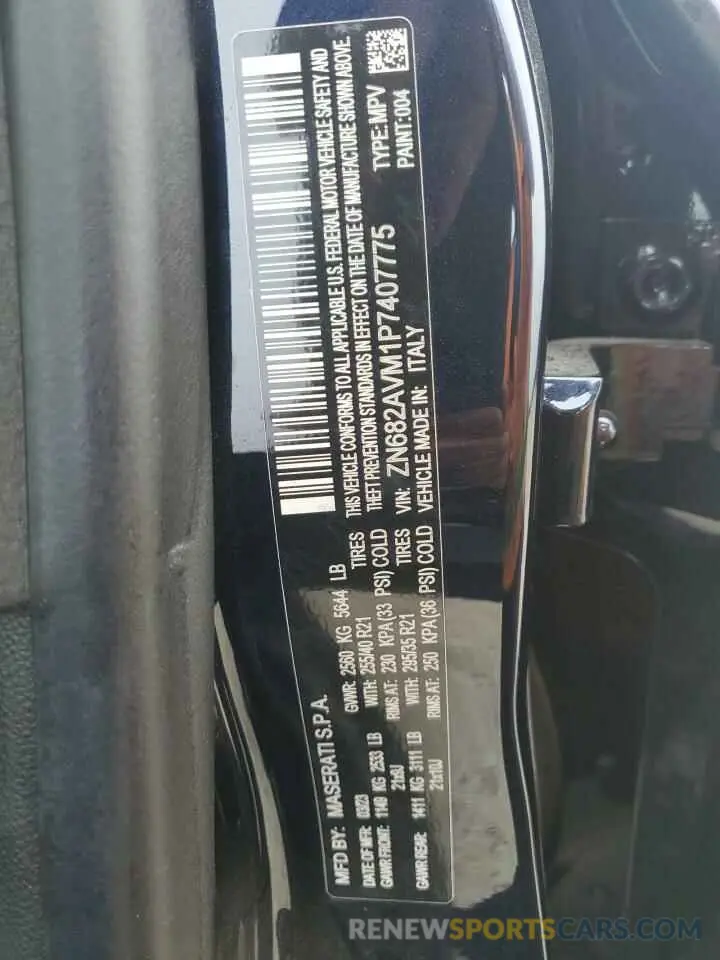 MFD BY: MASERATI S.P.A.
DATE OF MFR: 03/23 GVWR: 2560 KG 5644 LB
GAWR FRONT: 1149 KG 2533 LB WITH: 255/40 R21 TIRES
21x9J RIMS AT: 230 KPA (33 PSI) COLD
GAWR REAR: 1411 KG 3111 LB WITH: 295/35 R21 TIRES
21x10J RIMS AT: 250 KPA (36 PSI) COLD
THIS VEHICLE CONFORMS TO ALL APPLICABLE U.S. FEDERAL MOTOR VEHICLE SAFETY AND
THEFT PREVENTION STANDARDS IN EFFECT ON THE DATE OF MANUFACTURE SHOWN ABOVE.
VIN: ZN682AVM1P7407775 TYPE: MPV
VEHICLE MADE IN: ITALY PAINT: 004
RENEWSPORTSCARS.COM